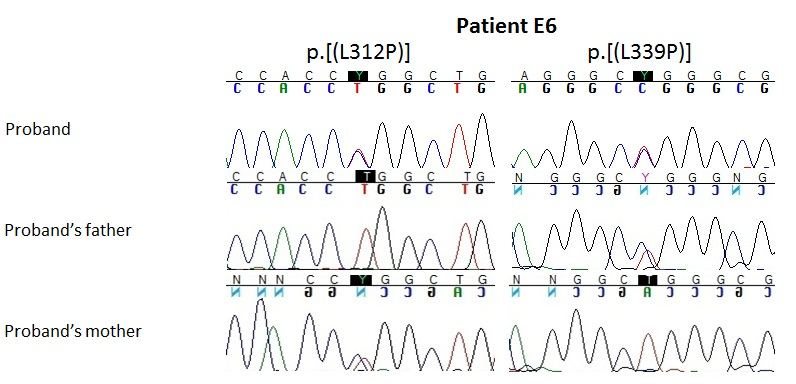 Patient E6
p.[(L312P)] p.[(L339P)]
C C A C C Y G G C T G A G G G C Y G G G C G
C C A C C T G G C T G A G G G C C G G G C G
Proband
C C A C C T G G C T G N G G G C Y G G G N G
C C A C C T G G C T G
Proband's father
N N N C C Y G G C T G N N G G C T G G G C G
Proband's mother